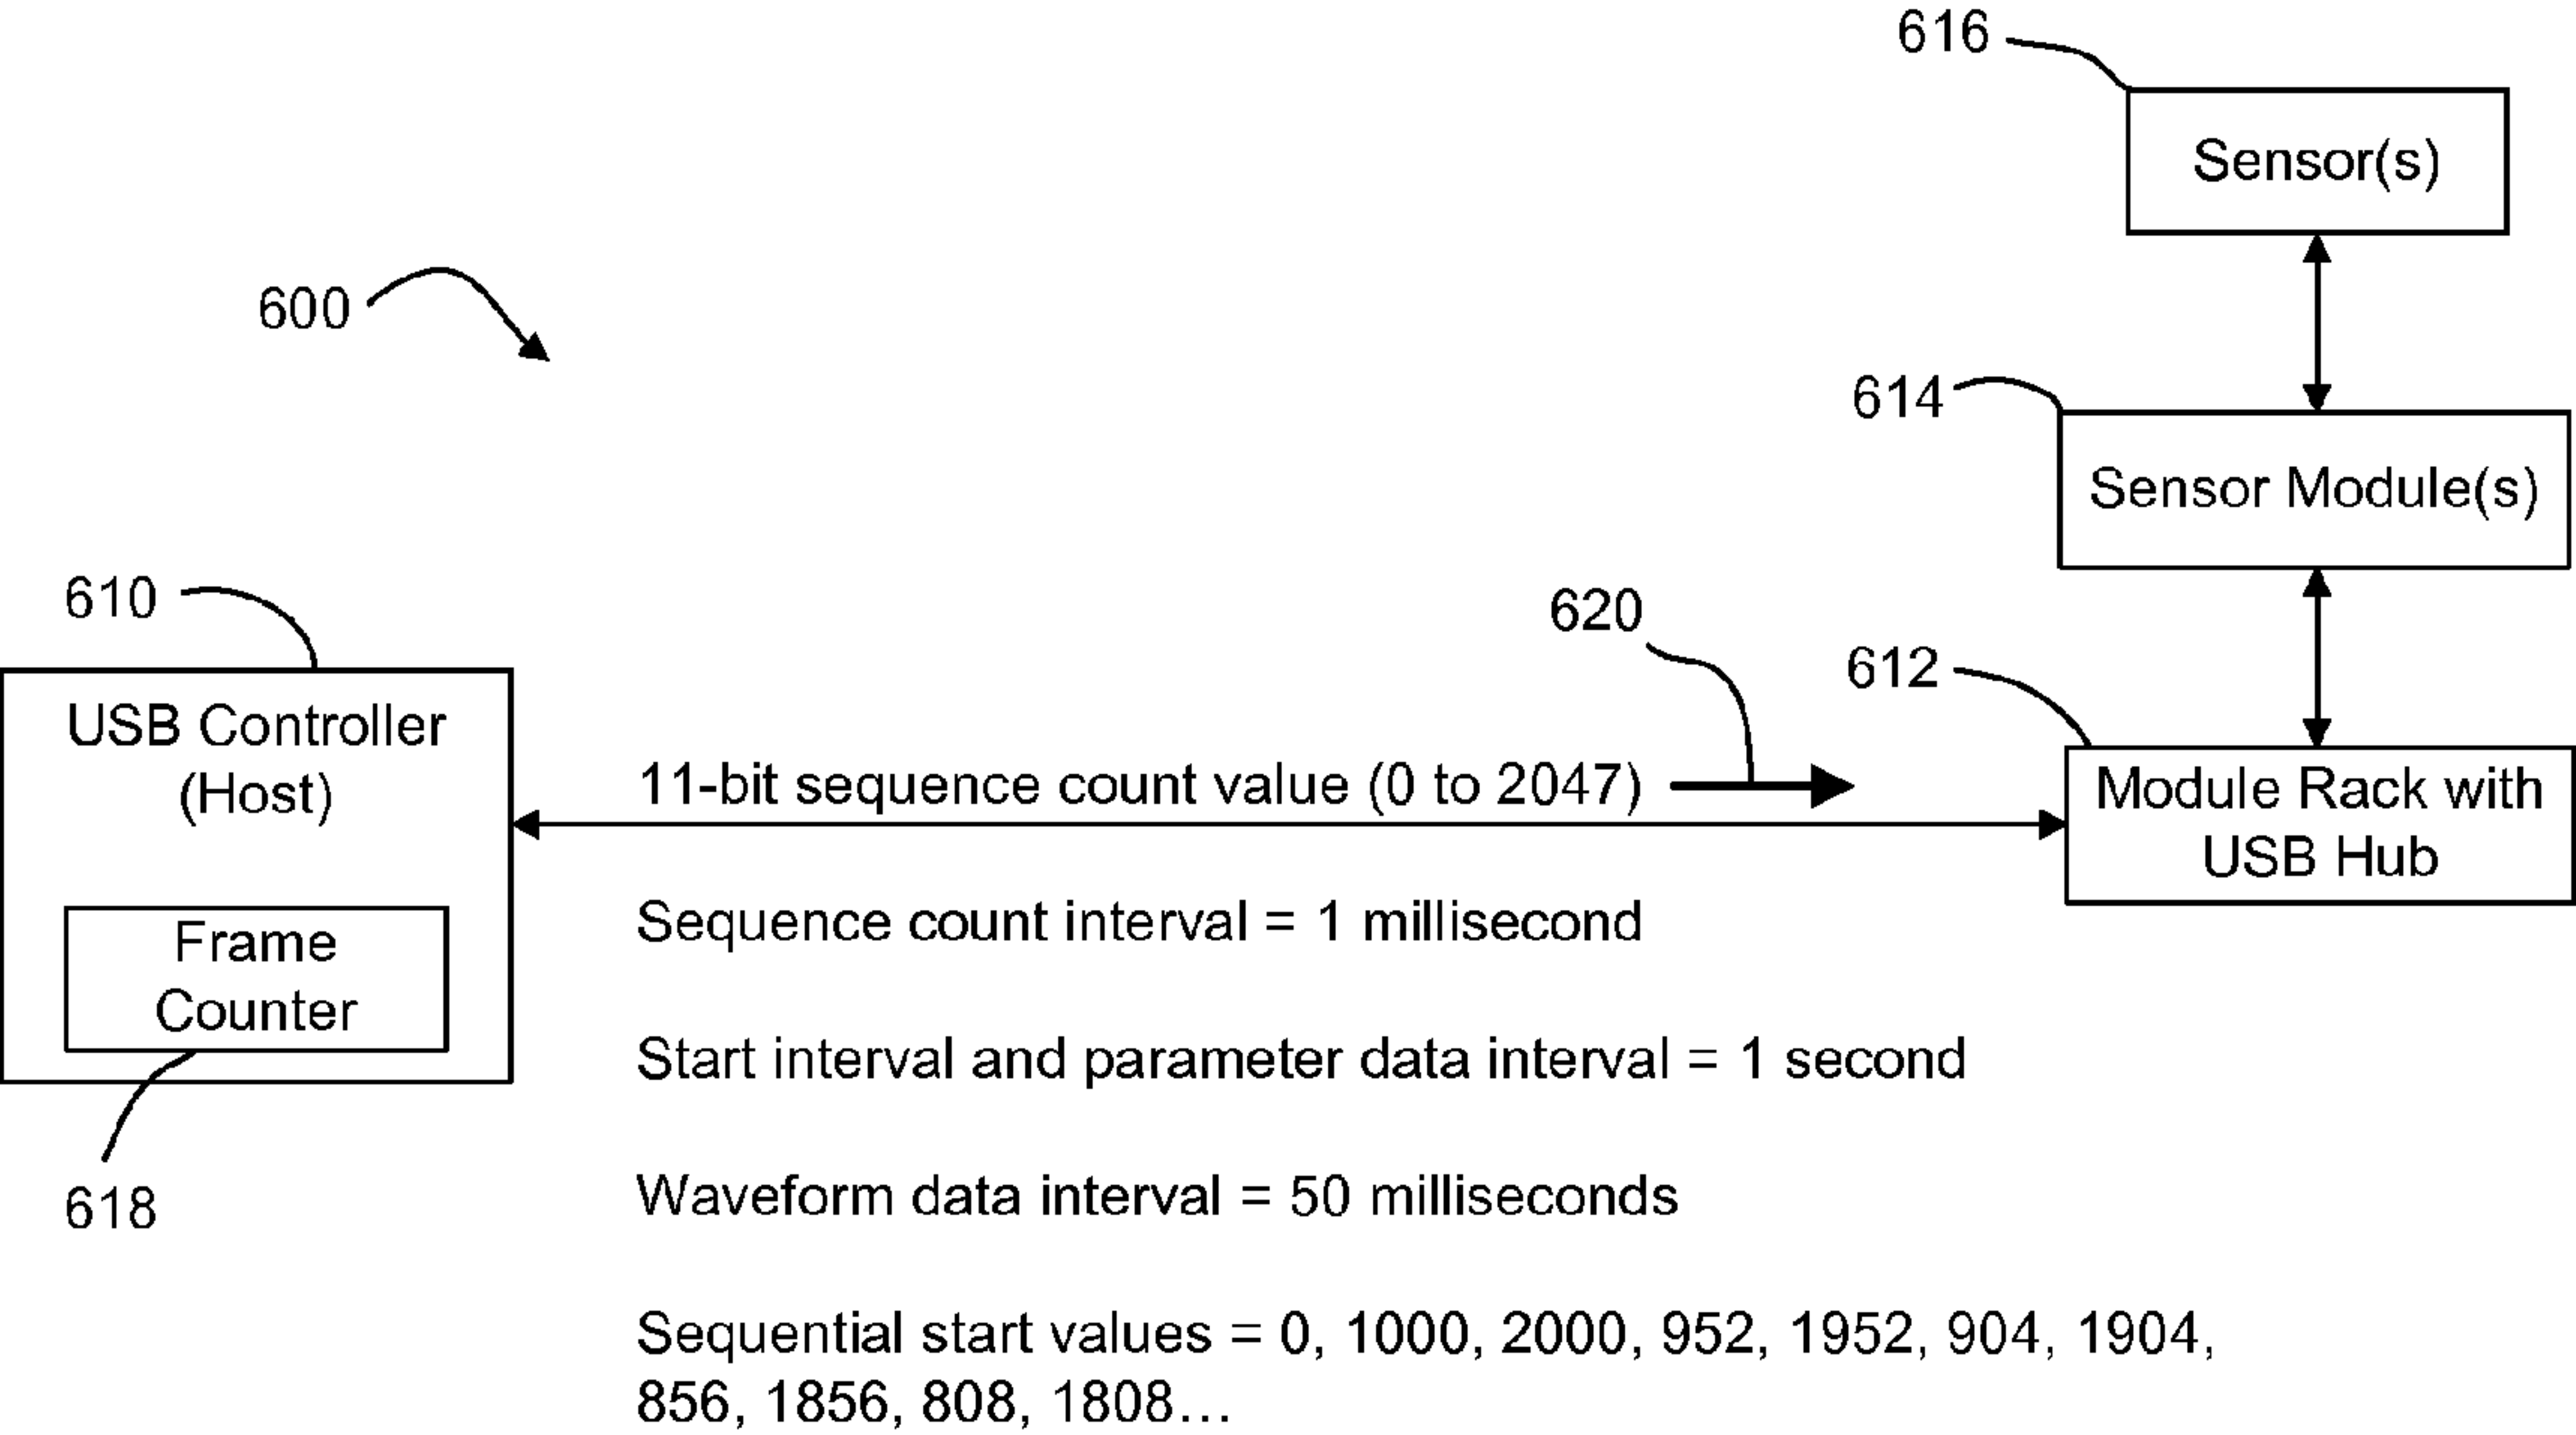 616
Sensor(s)
600
614
Sensor Module(s)
610
620
612
USB Controller
(Host)
11-bit sequence count value (0 to 2047)
Module Rack with
USB Hub
Sequence count interval = 1 millisecond
Frame
Counter
Start interval and parameter data interval = 1 second
618
Waveform data interval = 50 milliseconds
Sequential start values = 0, 1000, 2000, 952, 1952, 904, 1904,
856, 1856, 808, 1808…